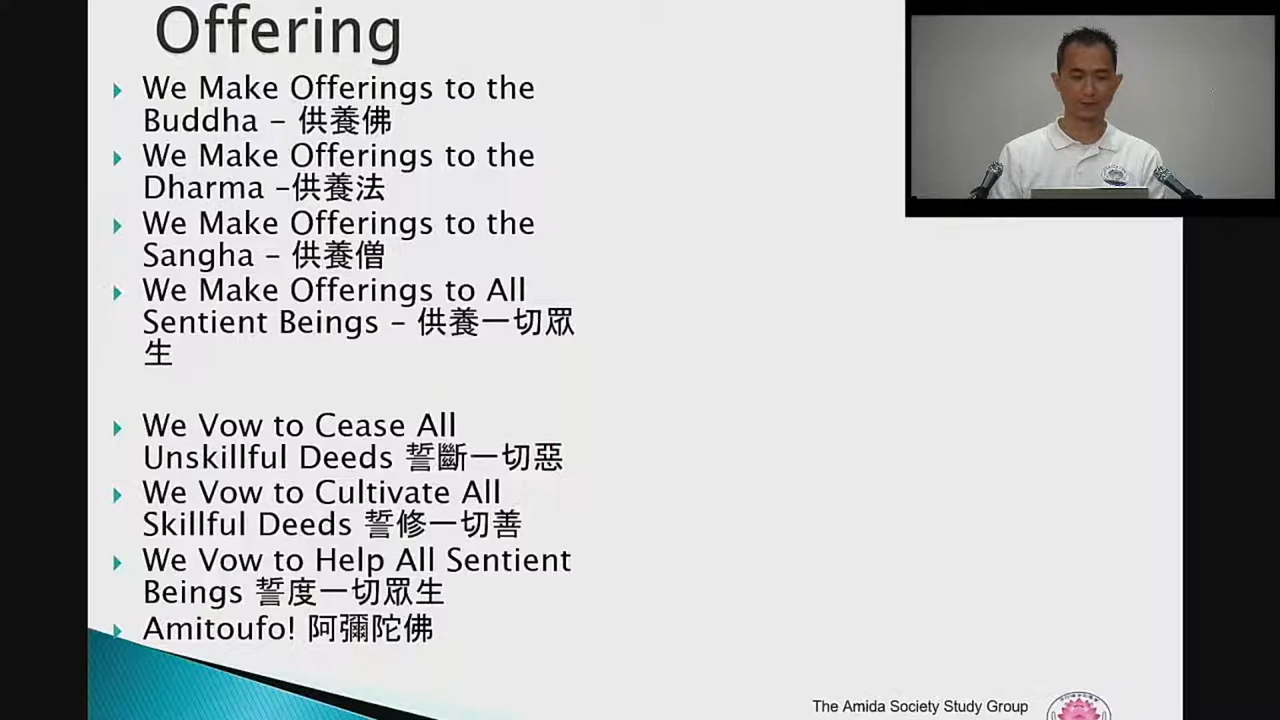 Offering
We Make Offerings to the
Buddha - 供養佛
We Make Offerings to the
Dharma -供養法
We Make Offerings to the
Sangha - 供養僧
We Make Offerings to All
Sentient Beings - 供養一切眾
生
We Vow to Cease All
Unskillful Deeds 誓斷一切惡
We Vow to Cultivate All
Skillful Deeds 誓修一切善
We Vow to Help All Sentient
Beings 誓度一切眾生
Amitoufo! 阿彌陀佛
The Amida Society Study Group